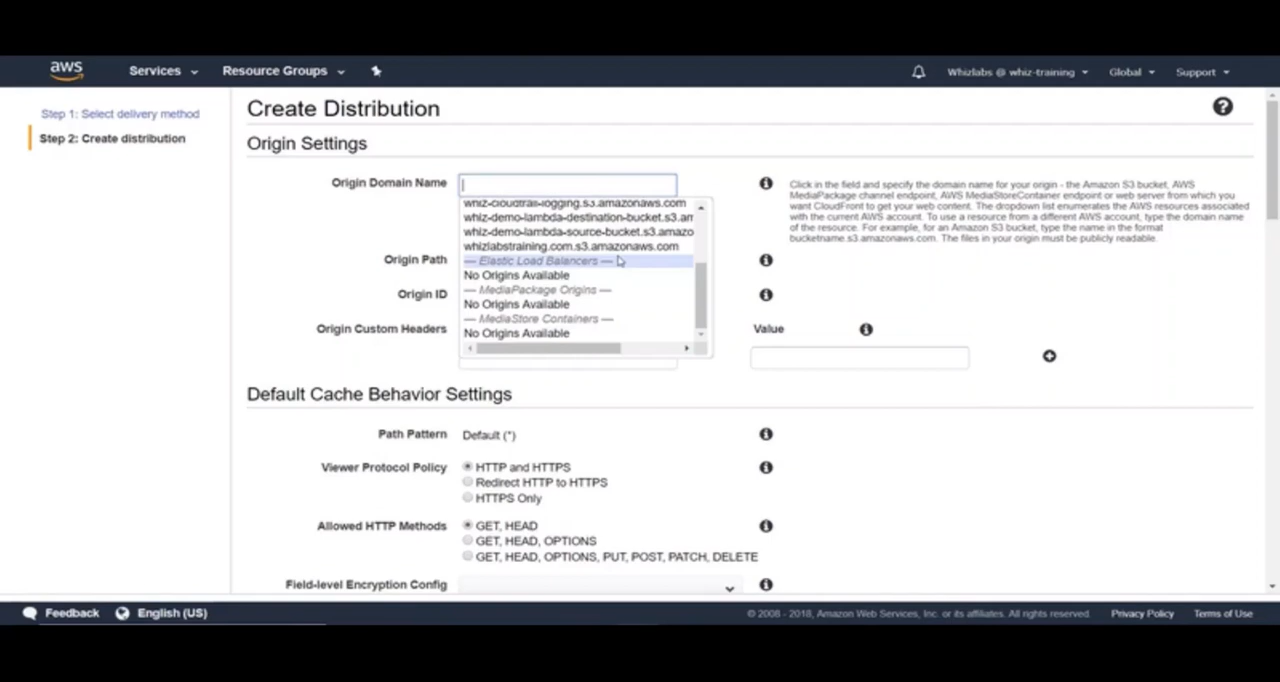 aws Services Resource Groups Whizlabs @ whiz-training Global Support
Step 1: Select delivery method
Step 2: Create distribution
Create Distribution
Origin Settings
Origin Domain Name
whiz-cloudtrail-logging.s3.amazonaws.com
whiz-demo-lambda-destination-bucket.s3.am
whiz-demo-lambda-source-bucket.s3.amazo
whizlabstraining.com.s3.amazonaws.com
— Elastic Load Balancers —
No Origins Available
— MediaPackage Origins —
No Origins Available
— MediaStore Containers —
No Origins Available
Click in the field and specify the domain name for your origin - the Amazon S3 bucket, AWS
MediaPackage channel endpoint, AWS MediaStoreContainer endpoint or web server from which you
want CloudFront to get your web content. The dropdown list enumerates the AWS resources associated
with the current AWS account. To use a resource from a different AWS account, type the domain name
of the resource. For example, for an Amazon S3 bucket, type the name in the format
bucketname.s3.amazonaws.com. The files in your origin must be publicly readable.
Origin Path
Origin ID
Origin Custom Headers
Value
Default Cache Behavior Settings
Path Pattern Default (*)
Viewer Protocol Policy HTTP and HTTPS
Redirect HTTP to HTTPS
HTTPS Only
Allowed HTTP Methods GET, HEAD
GET, HEAD, OPTIONS
GET, HEAD, OPTIONS, PUT, POST, PATCH, DELETE
Field-level Encryption Config
Feedback English (US) © 2008 - 2018, Amazon Web Services, Inc. or its affiliates. All rights reserved. Privacy Policy Terms of Use